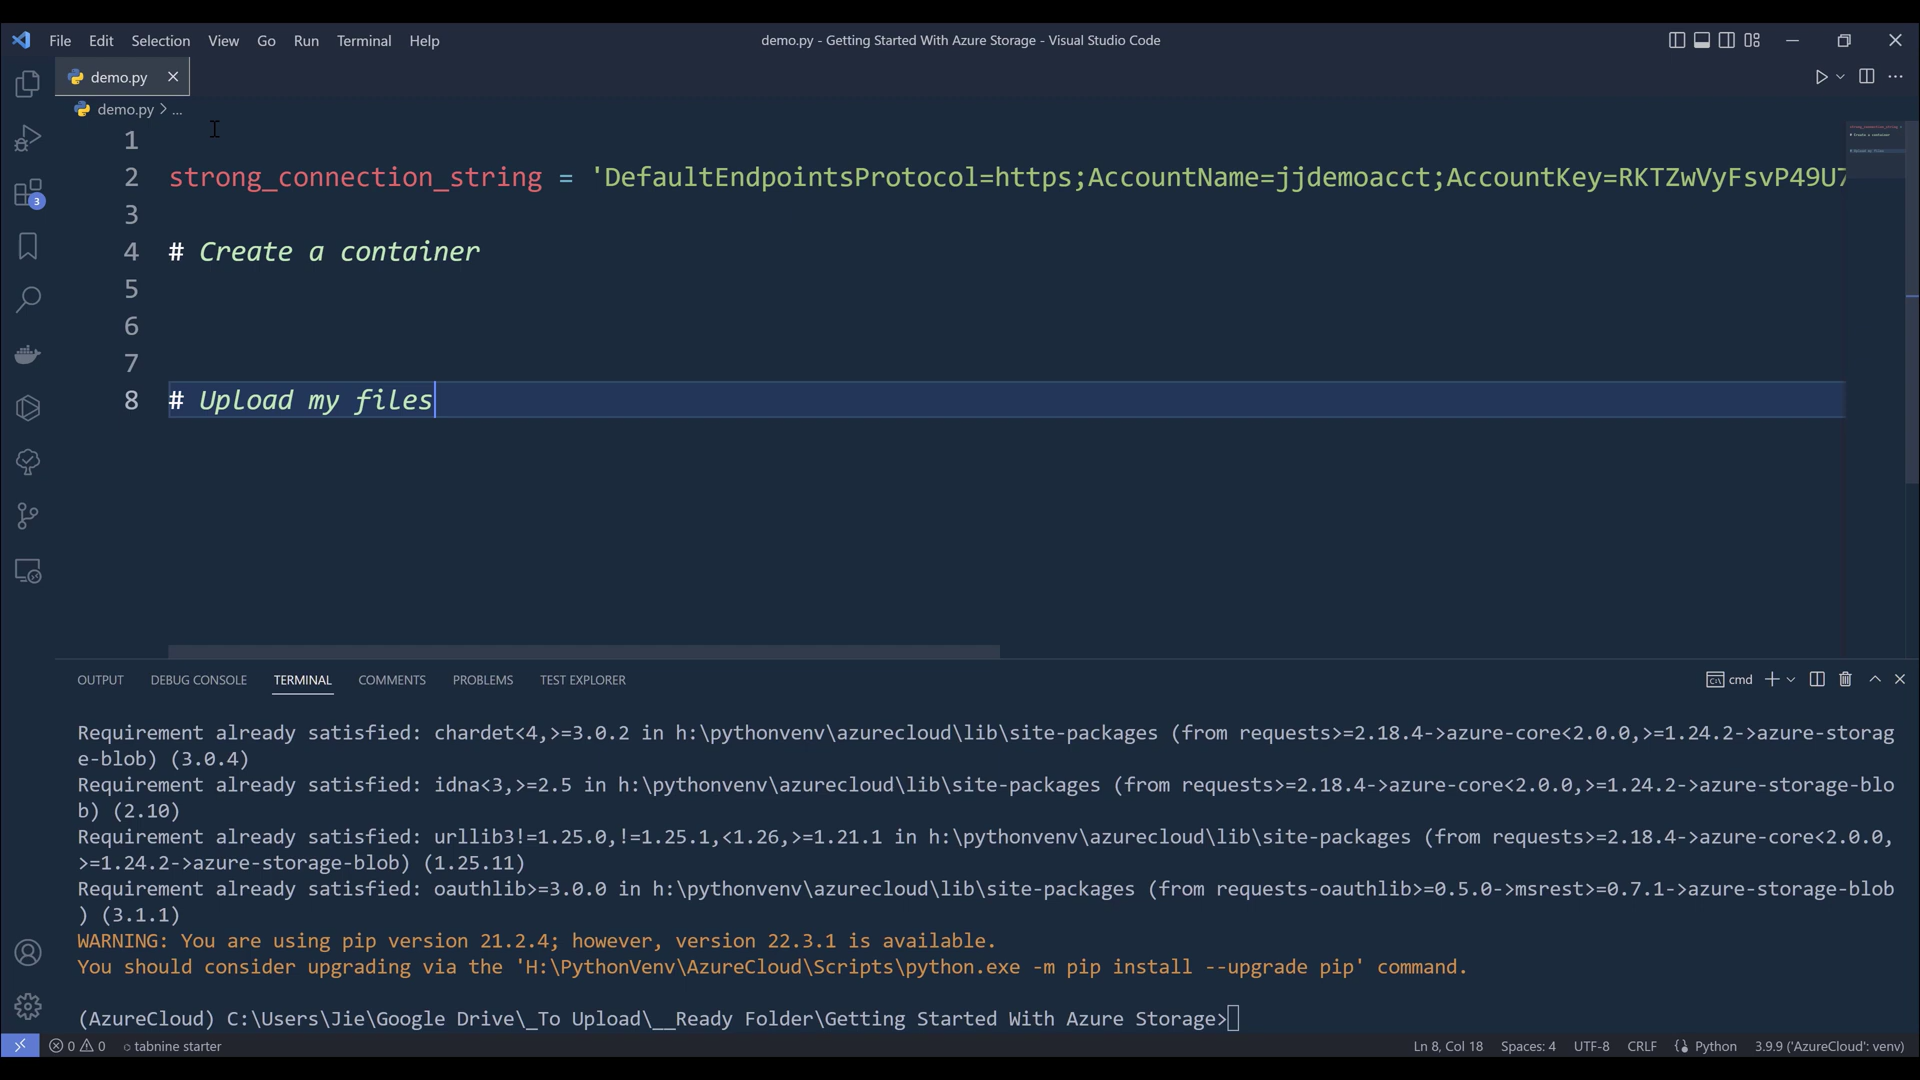 File Edit Selection View Go Run Terminal Help
demo.py - Getting Started With Azure Storage - Visual Studio Code
demo.py
demo.py > ...
1
2 strong_connection_string = 'DefaultEndpointsProtocol=https;AccountName=jjdemoacct;AccountKey=RKTZwVyFsvP49U7
3
4 # Create a container
5
6
7
8 # Upload my files
3
OUTPUT DEBUG CONSOLE TERMINAL COMMENTS PROBLEMS TEST EXPLORER
cmd
Requirement already satisfied: chardet<4,>=3.0.2 in h:\pythonvenv\azurecloud\lib\site-packages (from requests>=2.18.4->azure-core<2.0.0,>=1.24.2->azure-storag
e-blob) (3.0.4)
Requirement already satisfied: idna<3,>=2.5 in h:\pythonvenv\azurecloud\lib\site-packages (from requests>=2.18.4->azure-core<2.0.0,>=1.24.2->azure-storage-blo
b) (2.10)
Requirement already satisfied: urllib3!=1.25.0,!=1.25.1,<1.26,>=1.21.1 in h:\pythonvenv\azurecloud\lib\site-packages (from requests>=2.18.4->azure-core<2.0.0,
>=1.24.2->azure-storage-blob) (1.25.11)
Requirement already satisfied: oauthlib>=3.0.0 in h:\pythonvenv\azurecloud\lib\site-packages (from requests-oauthlib>=0.5.0->msrest>=0.7.1->azure-storage-blob
) (3.1.1)
WARNING: You are using pip version 21.2.4; however, version 22.3.1 is available.
You should consider upgrading via the 'H:\PythonVenv\AzureCloud\Scripts\python.exe -m pip install --upgrade pip' command.
(AzureCloud) C:\Users\Jie\Google Drive\_To Upload\__Ready Folder\Getting Started With Azure Storage>
0 0 tabnine starter
Ln 8, Col 18 Spaces: 4 UTF-8 CRLF Python 3.9.9 ('AzureCloud': venv)